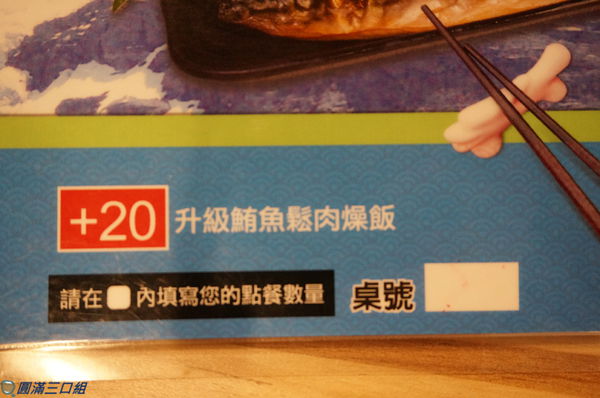 +20 升級鮪魚鬆肉燥飯
請在 內填寫您的點餐數量 桌號
圓滿三口組